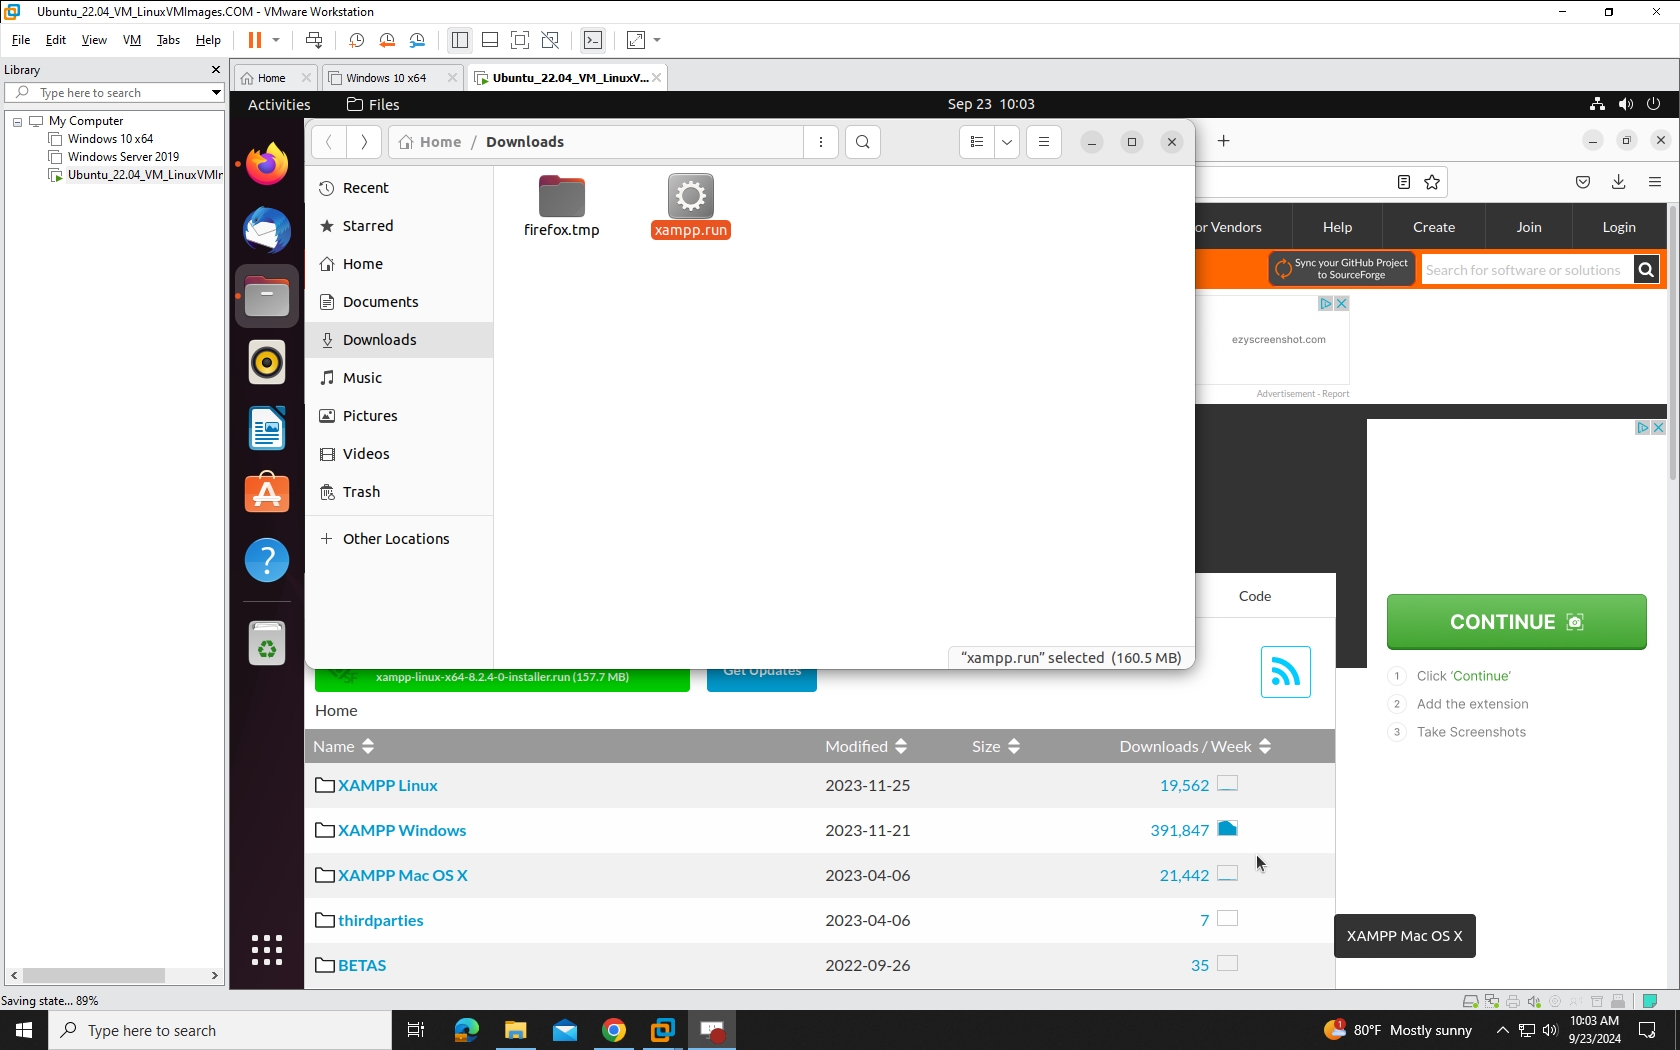 Ubuntu_22.04_VM_LinuxVMImages.COM - VMware Workstation
File Edit View VM Tabs Help
Library
Type here to search
My Computer
Windows 10 x64
Windows Server 2019
Ubuntu_22.04_VM_LinuxVMIr
Home
Windows 10 x64
Ubuntu_22.04_VM_LinuxV...
Activities
Files
Sep 23 10:03
Home / Downloads
Recent
Starred
Home
Documents
Downloads
Music
Pictures
Videos
Trash
Other Locations
firefox.tmp
xampp.run
"xampp.run" selected (160.5 MB)
or Vendors
Help
Create
Join
Login
Sync your GitHub Project
to SourceForge
Search for software or solutions
ezyscreenshot.com
Advertisement - Report
Code
CONTINUE
1 Click 'Continue'
2 Add the extension
3 Take Screenshots
xampp-linux-x64-8.2.4-0-installer.run (157.7 MB)
Get Updates
Home
Name Modified Size Downloads / Week
XAMPP Linux 2023-11-25 19,562
XAMPP Windows 2023-11-21 391,847
XAMPP Mac OS X 2023-04-06 21,442
thirdparties 2023-04-06 7
BETAS 2022-09-26 35
XAMPP Mac OS X
Saving state... 89%
Type here to search
1
80°F Mostly sunny
10:03 AM
9/23/2024